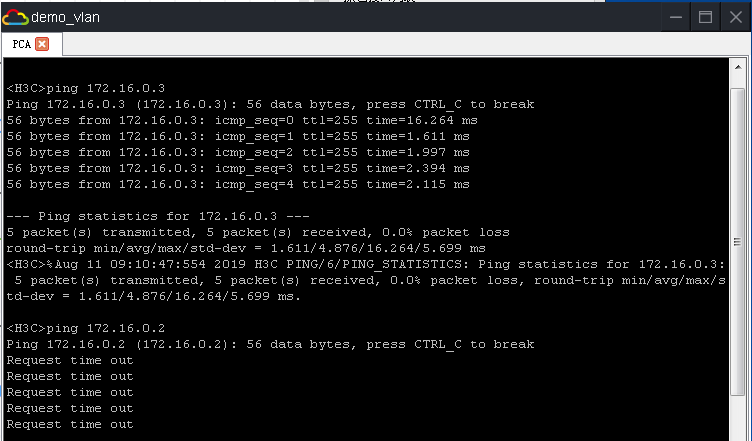 demo_vlan
PCA
<H3C>ping 172.16.0.3
Ping 172.16.0.3 (172.16.0.3): 56 data bytes, press CTRL_C to break
56 bytes from 172.16.0.3: icmp_seq=0 ttl=255 time=16.264 ms
56 bytes from 172.16.0.3: icmp_seq=1 ttl=255 time=1.611 ms
56 bytes from 172.16.0.3: icmp_seq=2 ttl=255 time=1.997 ms
56 bytes from 172.16.0.3: icmp_seq=3 ttl=255 time=2.394 ms
56 bytes from 172.16.0.3: icmp_seq=4 ttl=255 time=2.115 ms
--- Ping statistics for 172.16.0.3 ---
5 packet(s) transmitted, 5 packet(s) received, 0.0% packet loss
round-trip min/avg/max/std-dev = 1.611/4.876/16.264/5.699 ms
<H3C>%Aug 11 09:10:47:554 2019 H3C PING/6/PING_STATISTICS: Ping statistics for 172.16.0.3:
5 packet(s) transmitted, 5 packet(s) received, 0.0% packet loss, round-trip min/avg/max/s
td-dev = 1.611/4.876/16.264/5.699 ms.
<H3C>ping 172.16.0.2
Ping 172.16.0.2 (172.16.0.2): 56 data bytes, press CTRL_C to break
Request time out
Request time out
Request time out
Request time out
Request time out